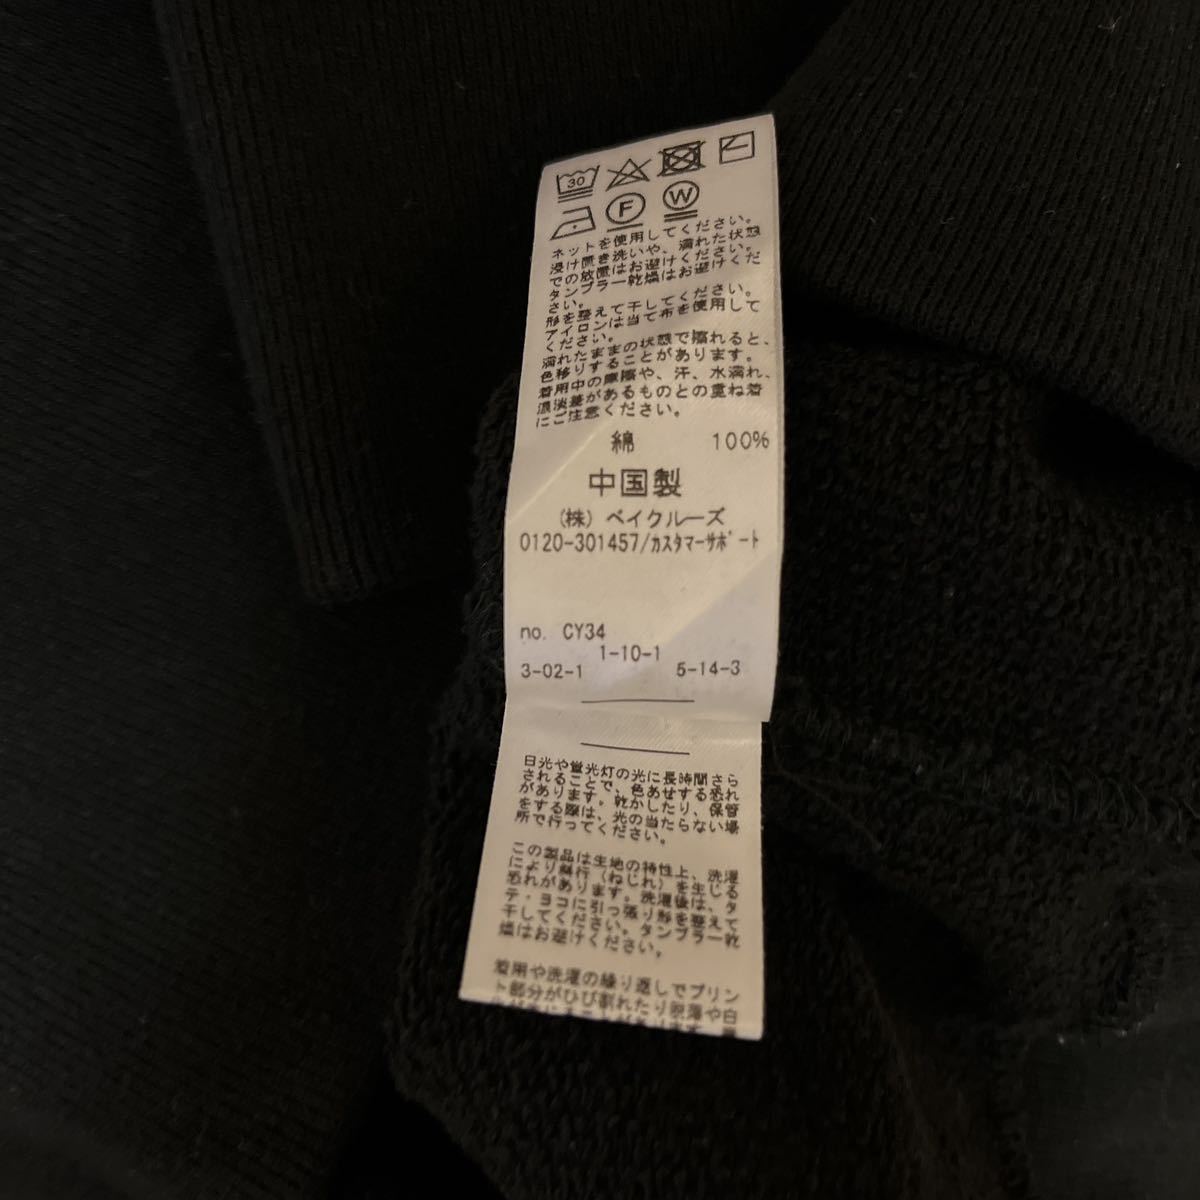 30
F W
ネットを使用してください。
浸け置き洗いや、濡れた状態
での放置はお避けください。
タンブラー乾燥はお避けくだ
さい。
形を整えて干してください。
アイロンは当て布を使用して
ください。
濡れたままの状態で擦れると、
色移りすることがあります。
着用中の摩擦や、汗、水濡れ、
濃淡差があるものとの重ね着
にご注意ください。
綿 100%
中国製
(株) ベイクルーズ
0120-301457/カスタマーサポート
no. CY34
1-10-1
3-02-1 5-14-3
日光や蛍光灯の光に長時間さら
されることで、色あせする恐れ
があります。乾かしたり、保管
をする際は、光の当たらない場
所で行ってください。
この製品は生地の特性上、洗濯
により斜行(ねじれ)を生じる
恐れがあります。洗濯後は、タ
テ・ヨコに引っ張り形を整えて
干してください。タンブラー乾
燥はお避けください。
着用や洗濯の繰り返しでプリン
ト部分がひび割れたり脱落や白